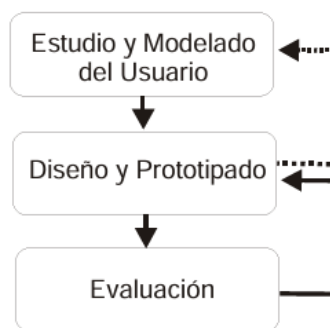 Estudio y Modelado
del Usuario
Diseño y Prototipado
Evaluación